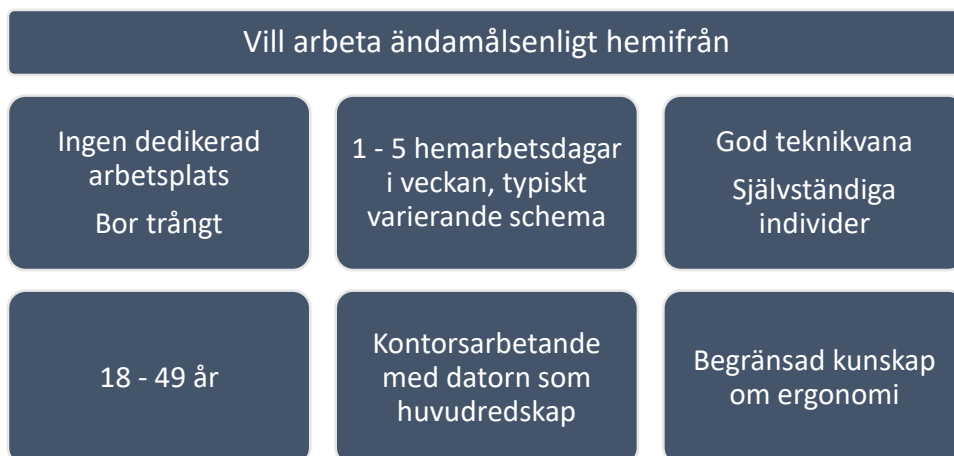 Vill arbeta ändamålsenligt hemifrån
Ingen dedikerad
arbetsplats
Bor trångt
1 - 5 hemarbetsdagar
i veckan, typiskt
varierande schema
God teknikvana
Självständiga
individer
18 - 49 år
Kontorsarbetande
med datorn som
huvudredskap
Begränsad kunskap
om ergonomi